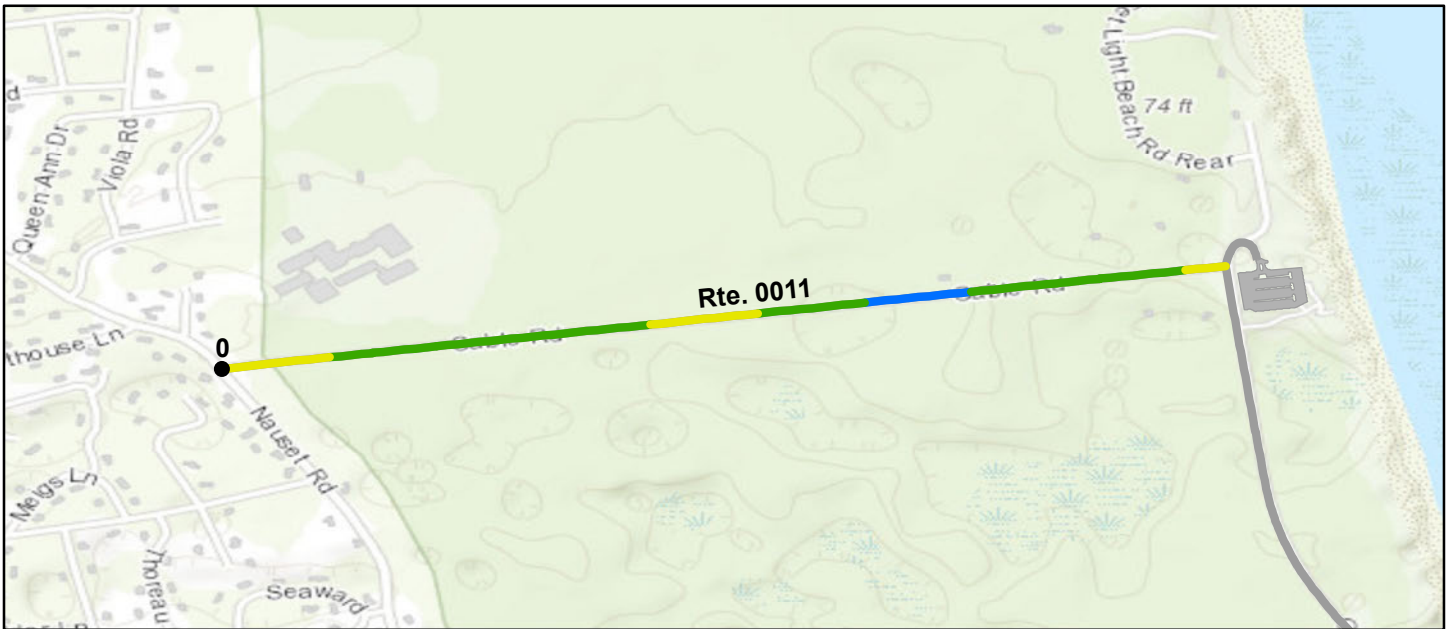 Light Beach Rd Rear
74 ft
Queen Ann Dr
Viola Rd
Rte. 0011
Cable Rd
Cable Rd
0
thouse Ln
Nauset Rd
Meigs Ln
Thoreau
Seaward